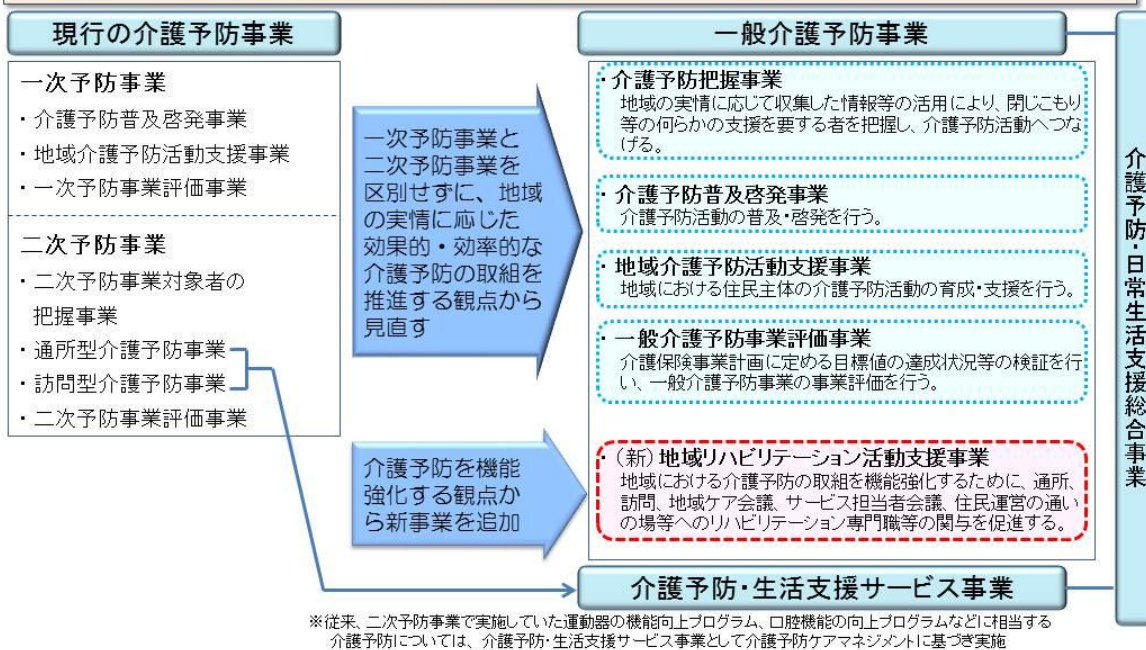 現行の介護予防事業
一次予防事業
・介護予防普及啓発事業
・地域介護予防活動支援事業
・一次予防事業評価事業
二次予防事業
・二次予防事業対象者の
把握事業
・通所型介護予防事業
・訪問型介護予防事業
・二次予防事業評価事業
一次予防事業と
二次予防事業を
区別せずに、地域
の実情に応じた
効果的・効率的な
介護予防の取組を
推進する観点から
見直す
介護予防を機能
強化する観点か
ら新事業を追加
一般介護予防事業
・介護予防把握事業
地域の実情に応じて収集した情報等の活用により、閉じこもり
等の何らかの支援を要する者を把握し、介護予防活動へつな
げる。
・介護予防普及啓発事業
介護予防活動の普及・啓発を行う。
・地域介護予防活動支援事業
地域における住民主体の介護予防活動の育成・支援を行う。
・一般介護予防事業評価事業
介護保険事業計画に定める目標値の達成状況等の検証を行
い、一般介護予防事業の事業評価を行う。
・（新）地域リハビリテーション活動支援事業
地域における介護予防の取組を機能強化するために、通所、
訪問、地域ケア会議、サービス担当者会議、住民運営の通い
の場等へのリハビリテーション専門職等の関与を促進する。
介護予防・生活支援サービス事業
介護予防・日常生活支援総合事業
※従来、二次予防事業で実施していた運動器の機能向上プログラム、口腔機能の向上プログラムなどに相当する
介護予防については、介護予防・生活支援サービス事業として介護予防ケアマネジメントに基づき実施